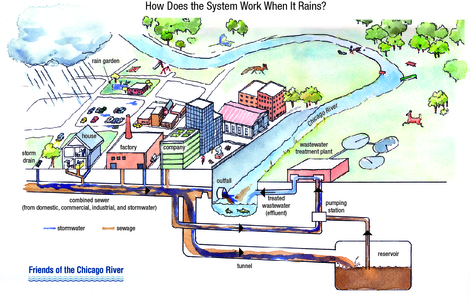 How Does the System Work When It Rains?
rain garden
Chicago River
storm
drain
house
factory
company
wastewater
treatment plant
outfall
combined sewer
(from domestic, commercial, industrial, and stormwater)
treated
wastewater
(effluent)
pumping
station
stormwater
sewage
reservoir
tunnel
Friends of the Chicago River